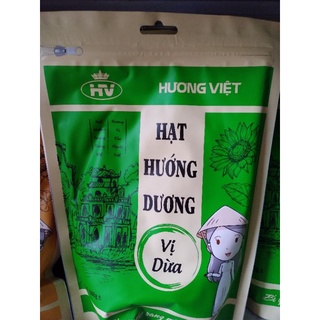 HV
HƯƠNG VIỆT
HẠT
HƯỚNG
DƯƠNG
Vị
Dừa